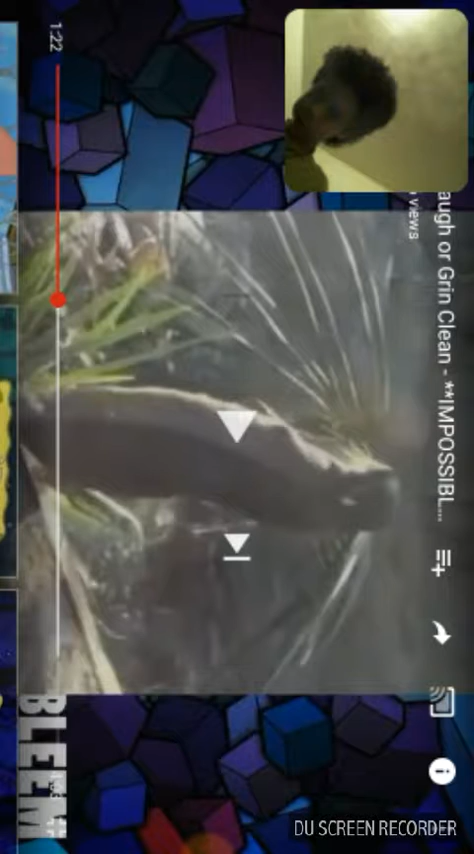 augh or Grin Clean - **IMPOSSIBL...
views
1:22
BLEEM
DU SCREEN RECORDER